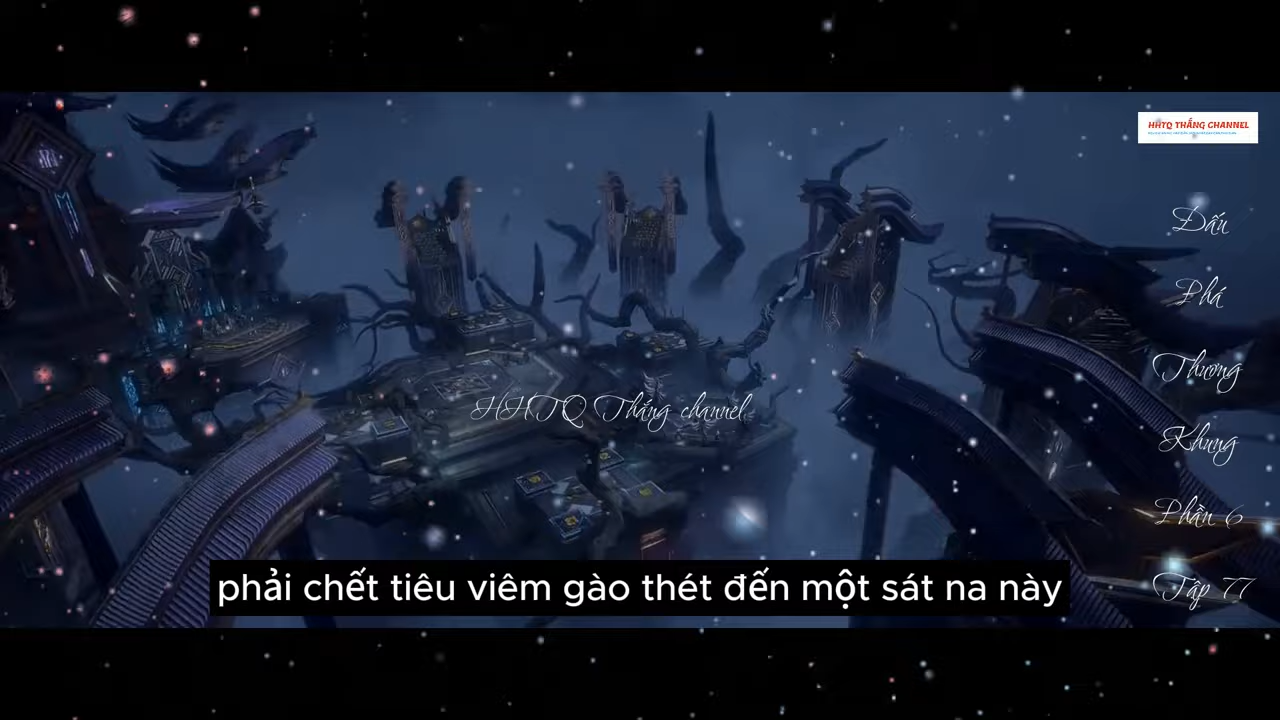 HHTQ THẮNG CHANNEL
Đấu
Phá
Thương
Khung
Phần 6
Tập 77
HHTQ Thắng channel
phải chết tiêu viêm gào thét đến một sát na này